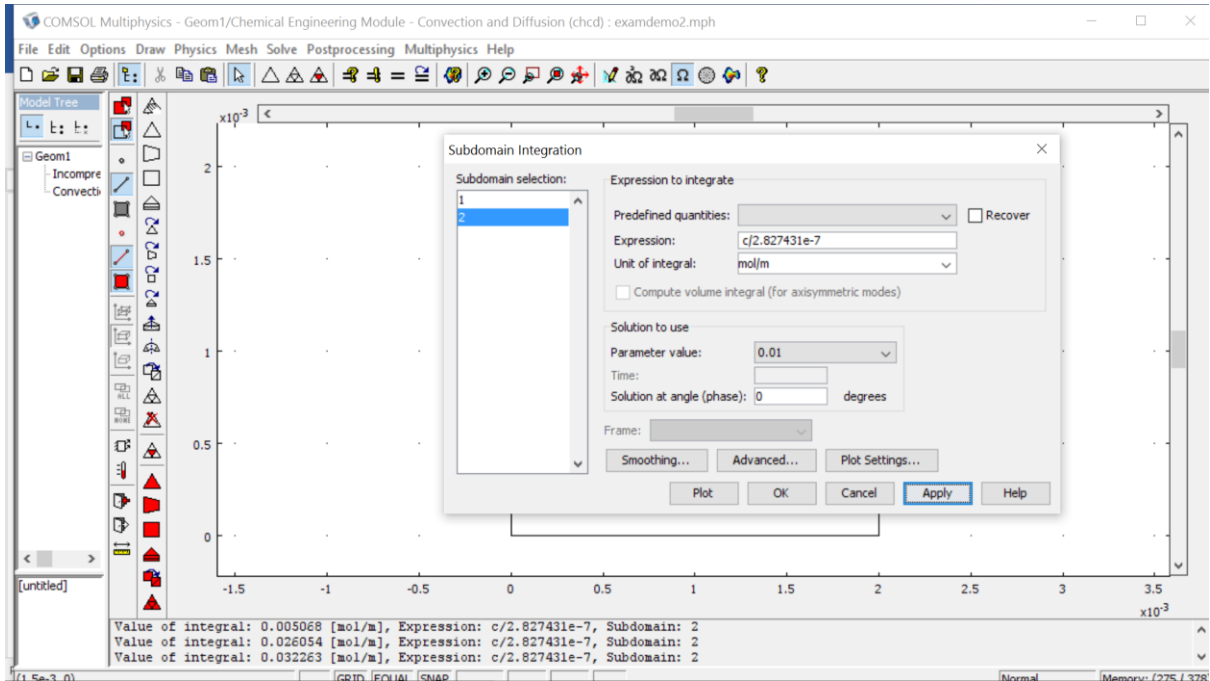 COMSOL Multiphysics - Geom1/Chemical Engineering Module - Convection and Diffusion (chcd) : examdemo2.mph
File Edit Options Draw Physics Mesh Solve Postprocessing Multiphysics Help
Model Tree
Geom1
Incompre
Convecti
ALL
NONE
[untitled]
x10-3
2
1.5
1
0.5
0
Subdomain Integration
Subdomain selection:
1
2
Expression to integrate
Predefined quantities:
Recover
Expression: c/2.827431e-7
Unit of integral: mol/m
Compute volume integral (for axisymmetric modes)
Solution to use
Parameter value: 0.01
Time:
Solution at angle (phase): 0 degrees
Frame:
Smoothing... Advanced... Plot Settings...
Plot OK Cancel Apply Help
-1.5 -1 -0.5 0 0.5 1 1.5 2 2.5 3 3.5
x10-3
Value of integral: 0.005068 [mol/m], Expression: c/2.827431e-7, Subdomain: 2
Value of integral: 0.026054 [mol/m], Expression: c/2.827431e-7, Subdomain: 2
Value of integral: 0.032263 [mol/m], Expression: c/2.827431e-7, Subdomain: 2
(1.5e-3, 0) GRID EQUAL SNAP Normal Memory: (275 / 378)